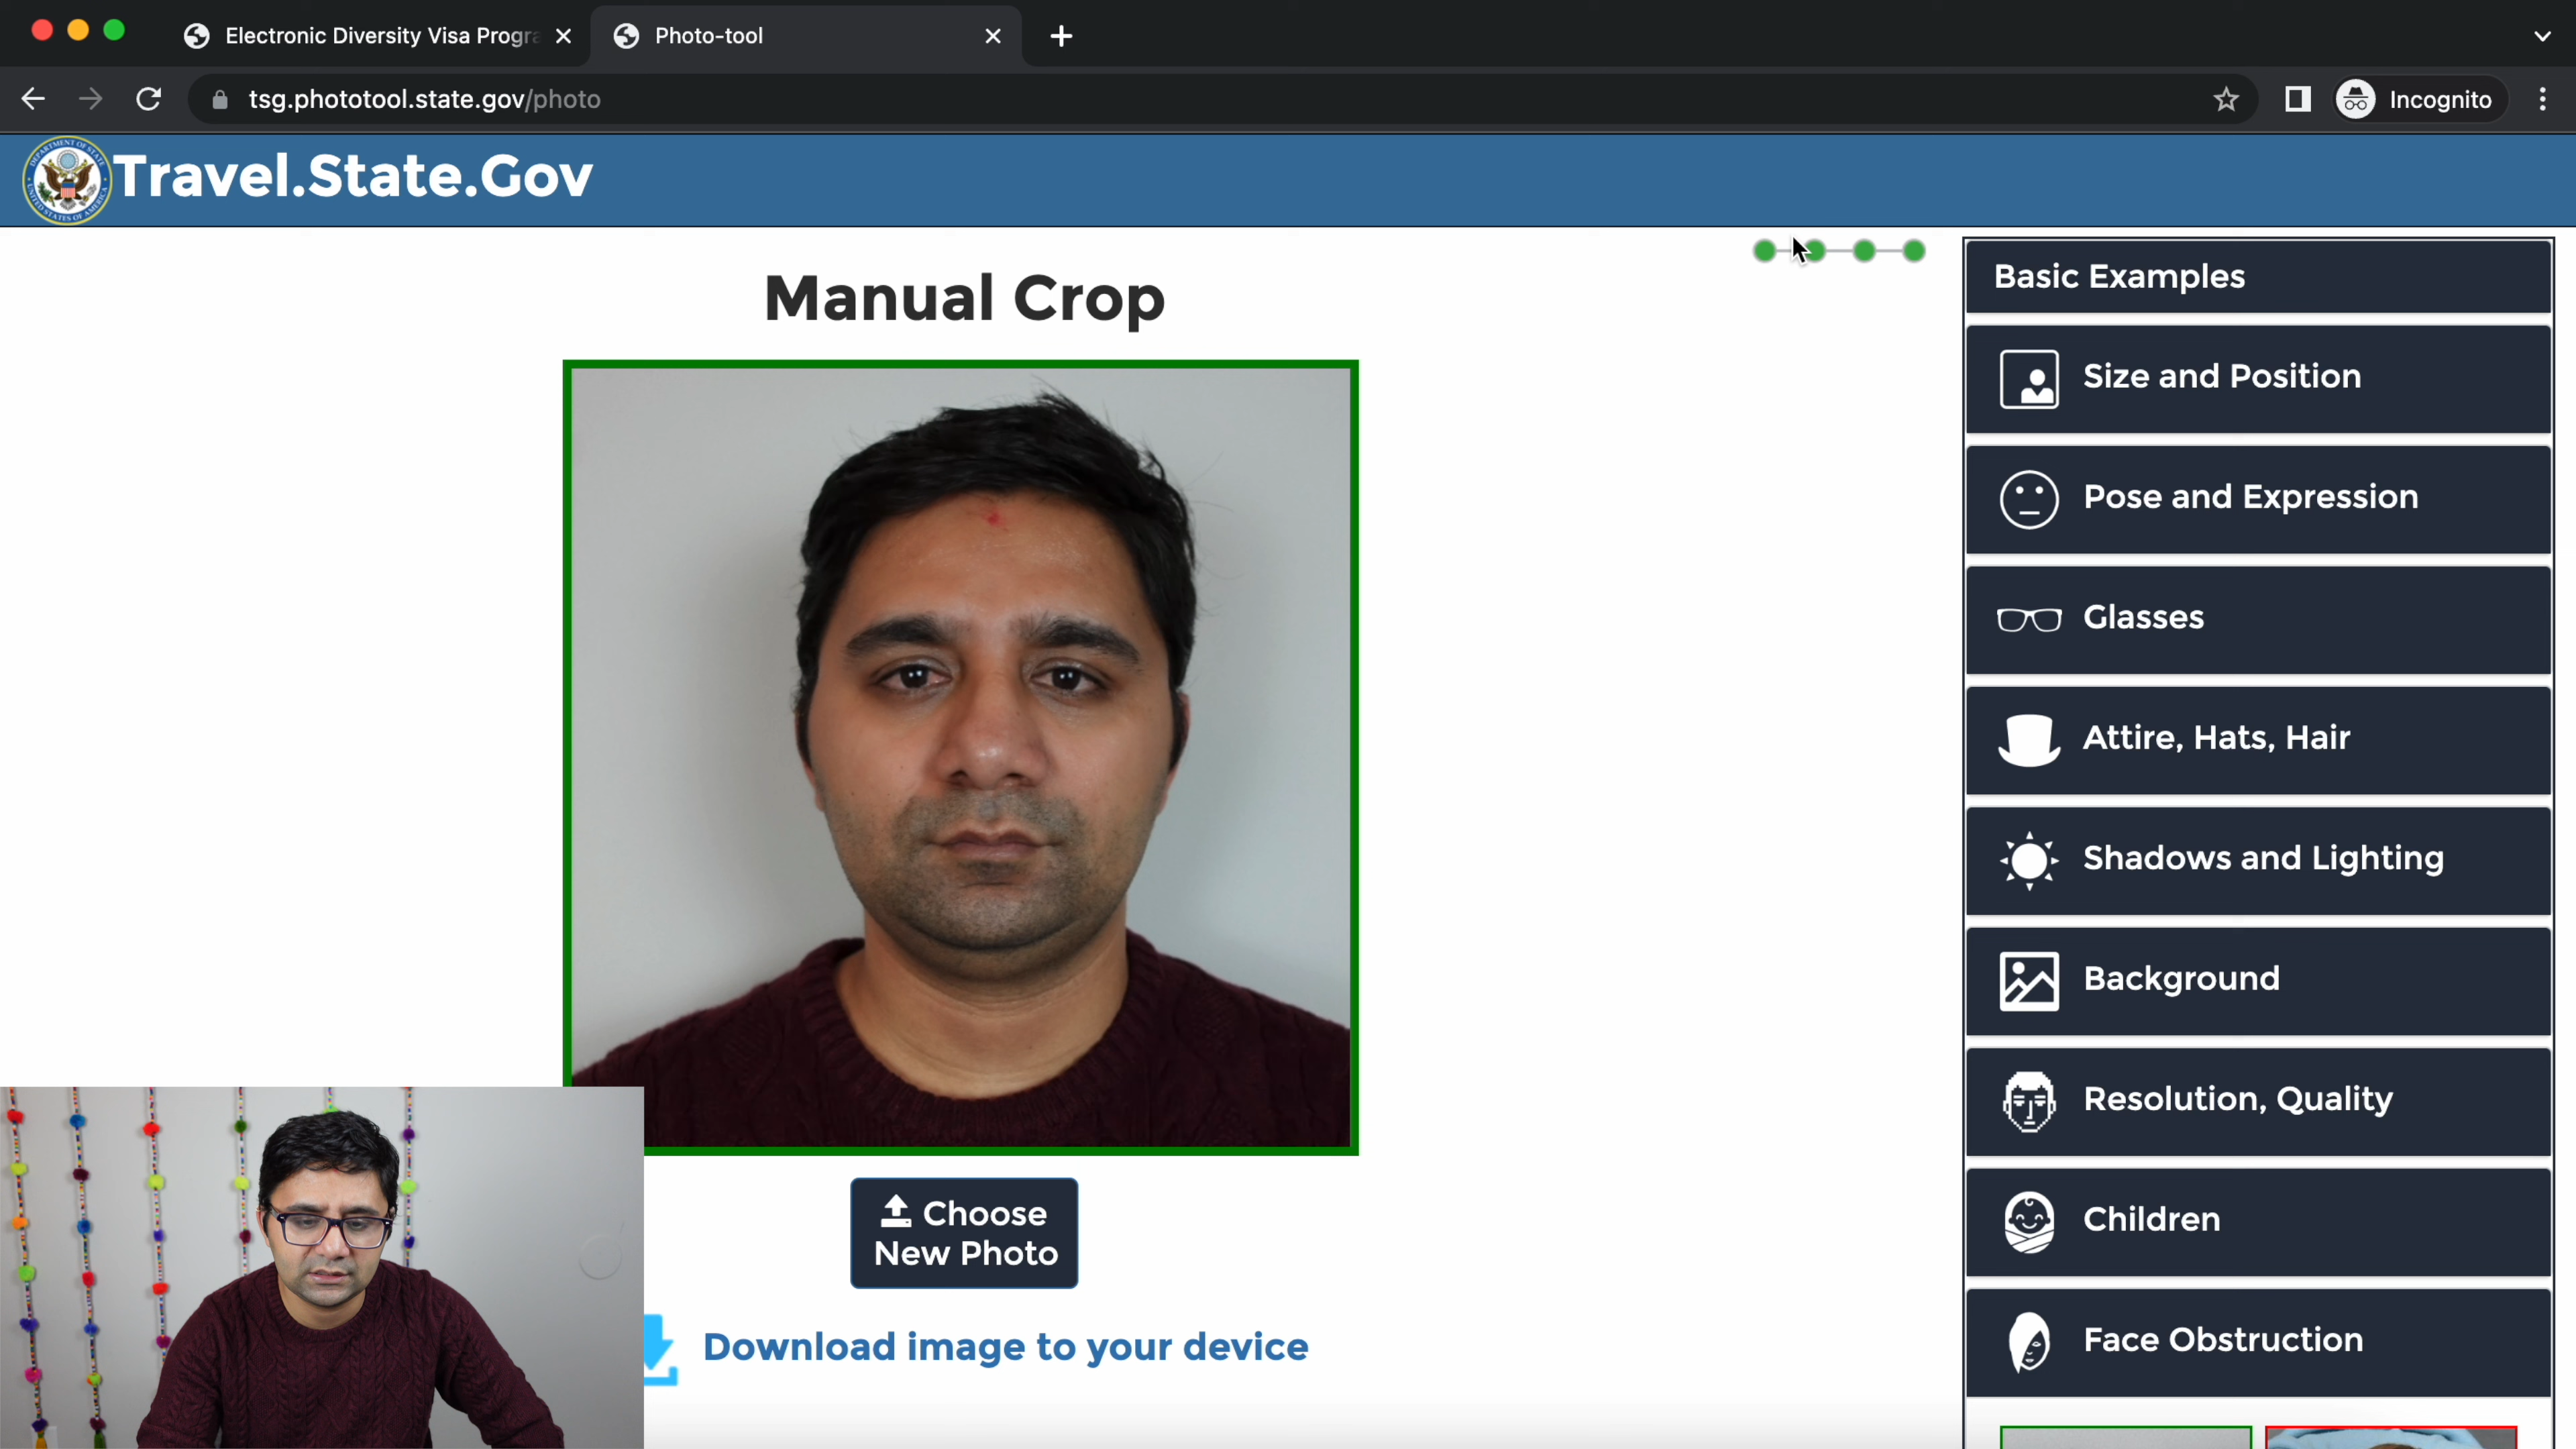 Electronic Diversity Visa Progra
Photo-tool
tsg.phototool.state.gov/photo
Incognito
Travel.State.Gov
Manual Crop
Choose
New Photo
Download image to your device
Basic Examples
Size and Position
Pose and Expression
Glasses
Attire, Hats, Hair
Shadows and Lighting
Background
Resolution, Quality
Children
Face Obstruction